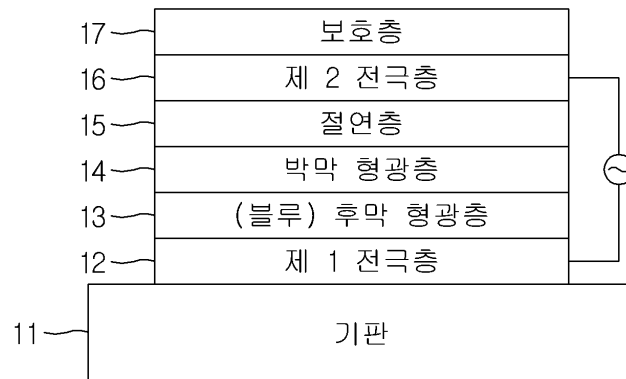 17 보호층
16 제 2 전극층
15 절연층
14 박막 형광층
13 (블루) 후막 형광층
12 제 1 전극층
11 기판